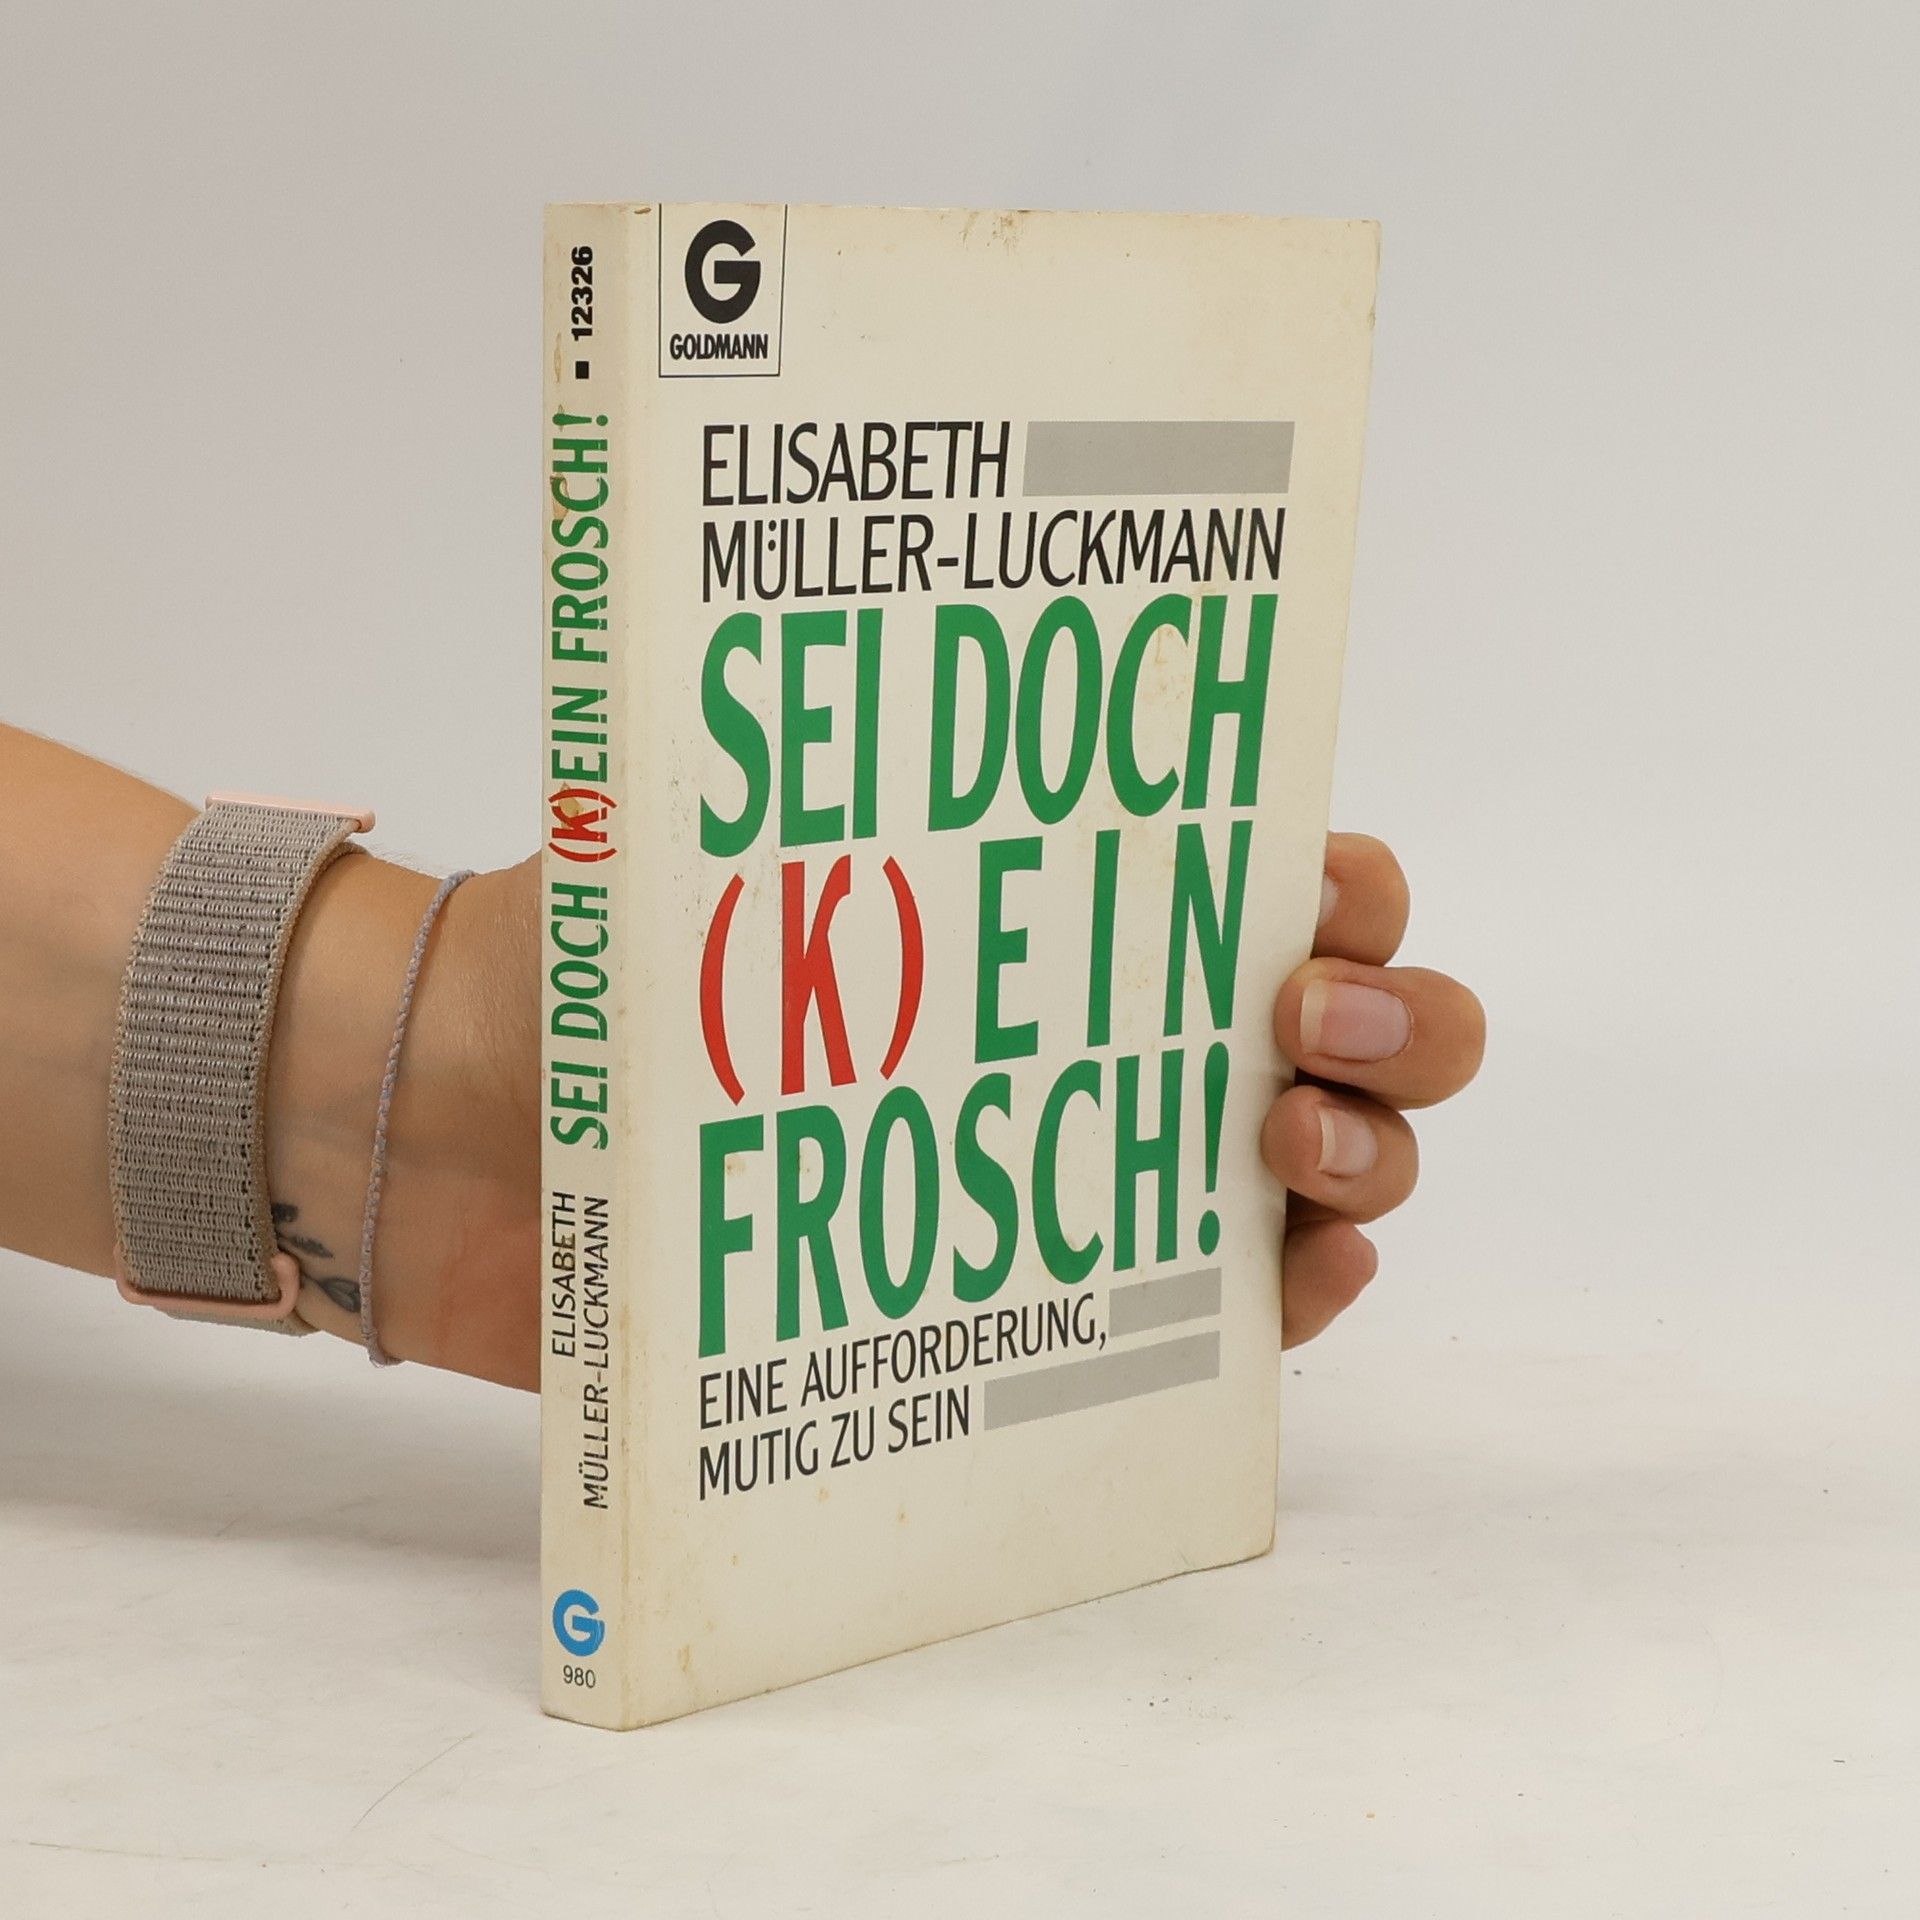 G
GOLDMANN
ELISABETH
MÜLLER-LUCKMANN
SEI DOCH
(K) EIN
FROSCH!
EINE AUFFORDERUNG,
MUTIG ZU SEIN
ELISABETH
MÜLLER-LUCKMANN
SEI DOCH (K)EIN FROSCH!
12326
G
980